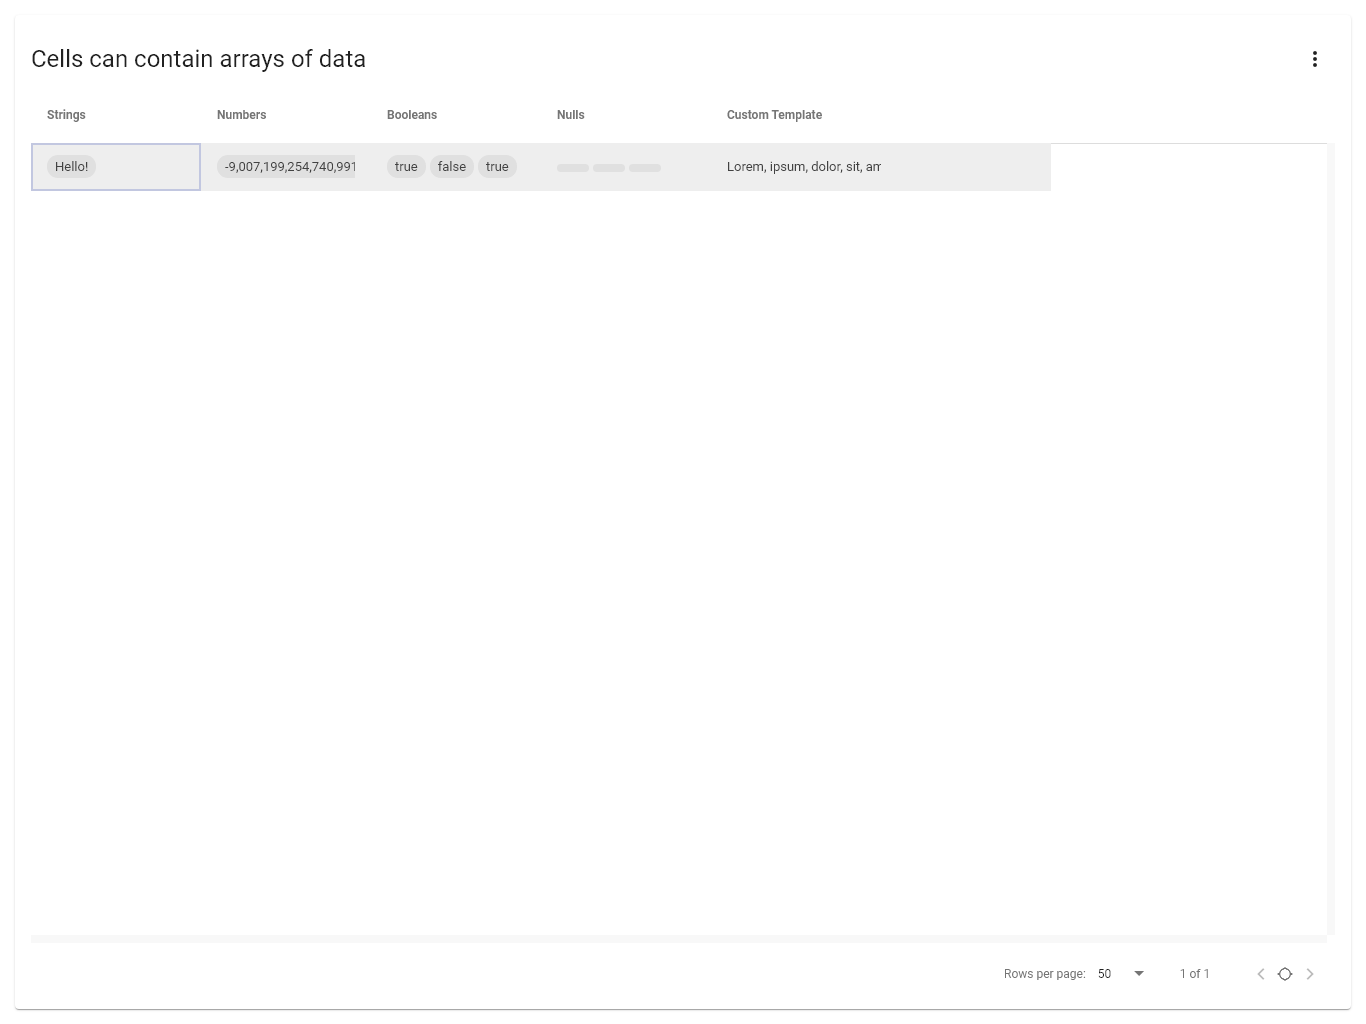 Cells can contain arrays of data
Strings Numbers Booleans Nulls Custom Template
Hello! -9,007,199,254,740,991 true false true Lorem, ipsum, dolor, sit, am
Rows per page: 50 1 of 1